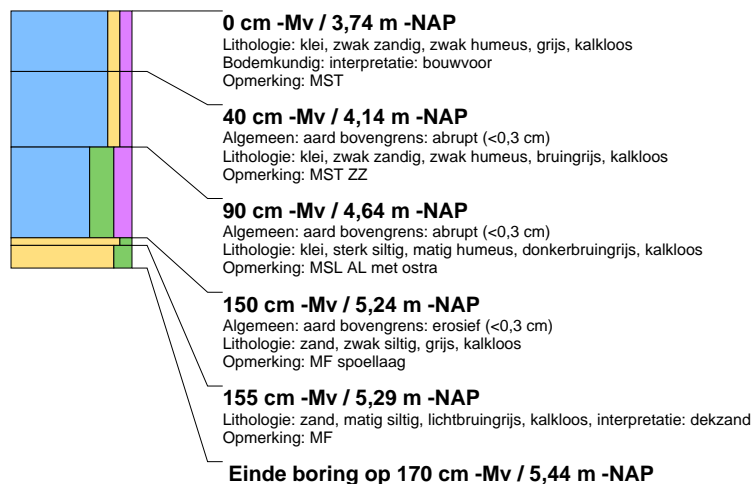 0 cm -Mv / 3,74 m -NAP
Lithologie: klei, zwak zandig, zwak humeus, grijs, kalkloos
Bodemkundig: interpretatie: bouwvoor
Opmerking: MST
40 cm -Mv / 4,14 m -NAP
Algemeen: aard bovengrens: abrupt (<0,3 cm)
Lithologie: klei, zwak zandig, zwak humeus, bruingrijs, kalkloos
Opmerking: MST ZZ
90 cm -Mv / 4,64 m -NAP
Algemeen: aard bovengrens: abrupt (<0,3 cm)
Lithologie: klei, sterk siltig, matig humeus, donkerbruingrijs, kalkloos
Opmerking: MSL AL met ostra
150 cm -Mv / 5,24 m -NAP
Algemeen: aard bovengrens: erosief (<0,3 cm)
Lithologie: zand, zwak siltig, grijs, kalkloos
Opmerking: MF spoellaag
155 cm -Mv / 5,29 m -NAP
Lithologie: zand, matig siltig, lichtbruingrijs, kalkloos, interpretatie: dekzand
Opmerking: MF
Einde boring op 170 cm -Mv / 5,44 m -NAP